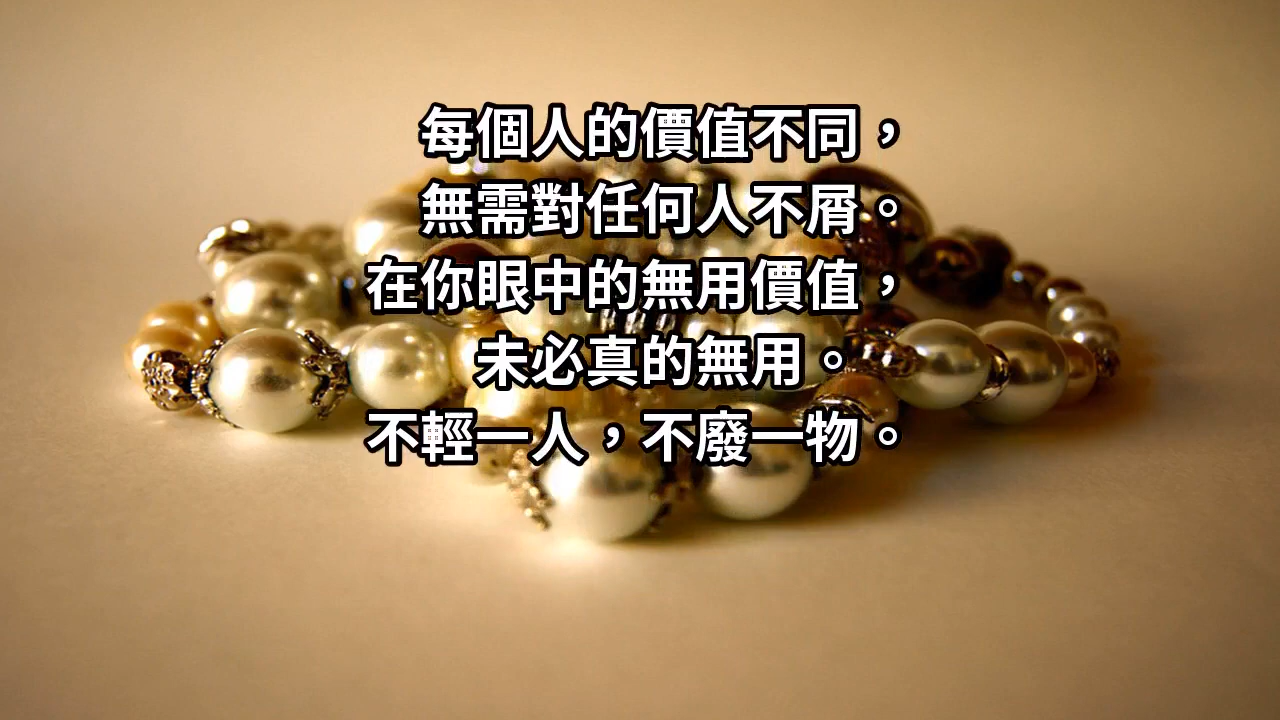 每個人的價值不同，
無需對任何人不屑。
在你眼中的無用價值，
未必真的無用。
不輕一人，不廢一物。